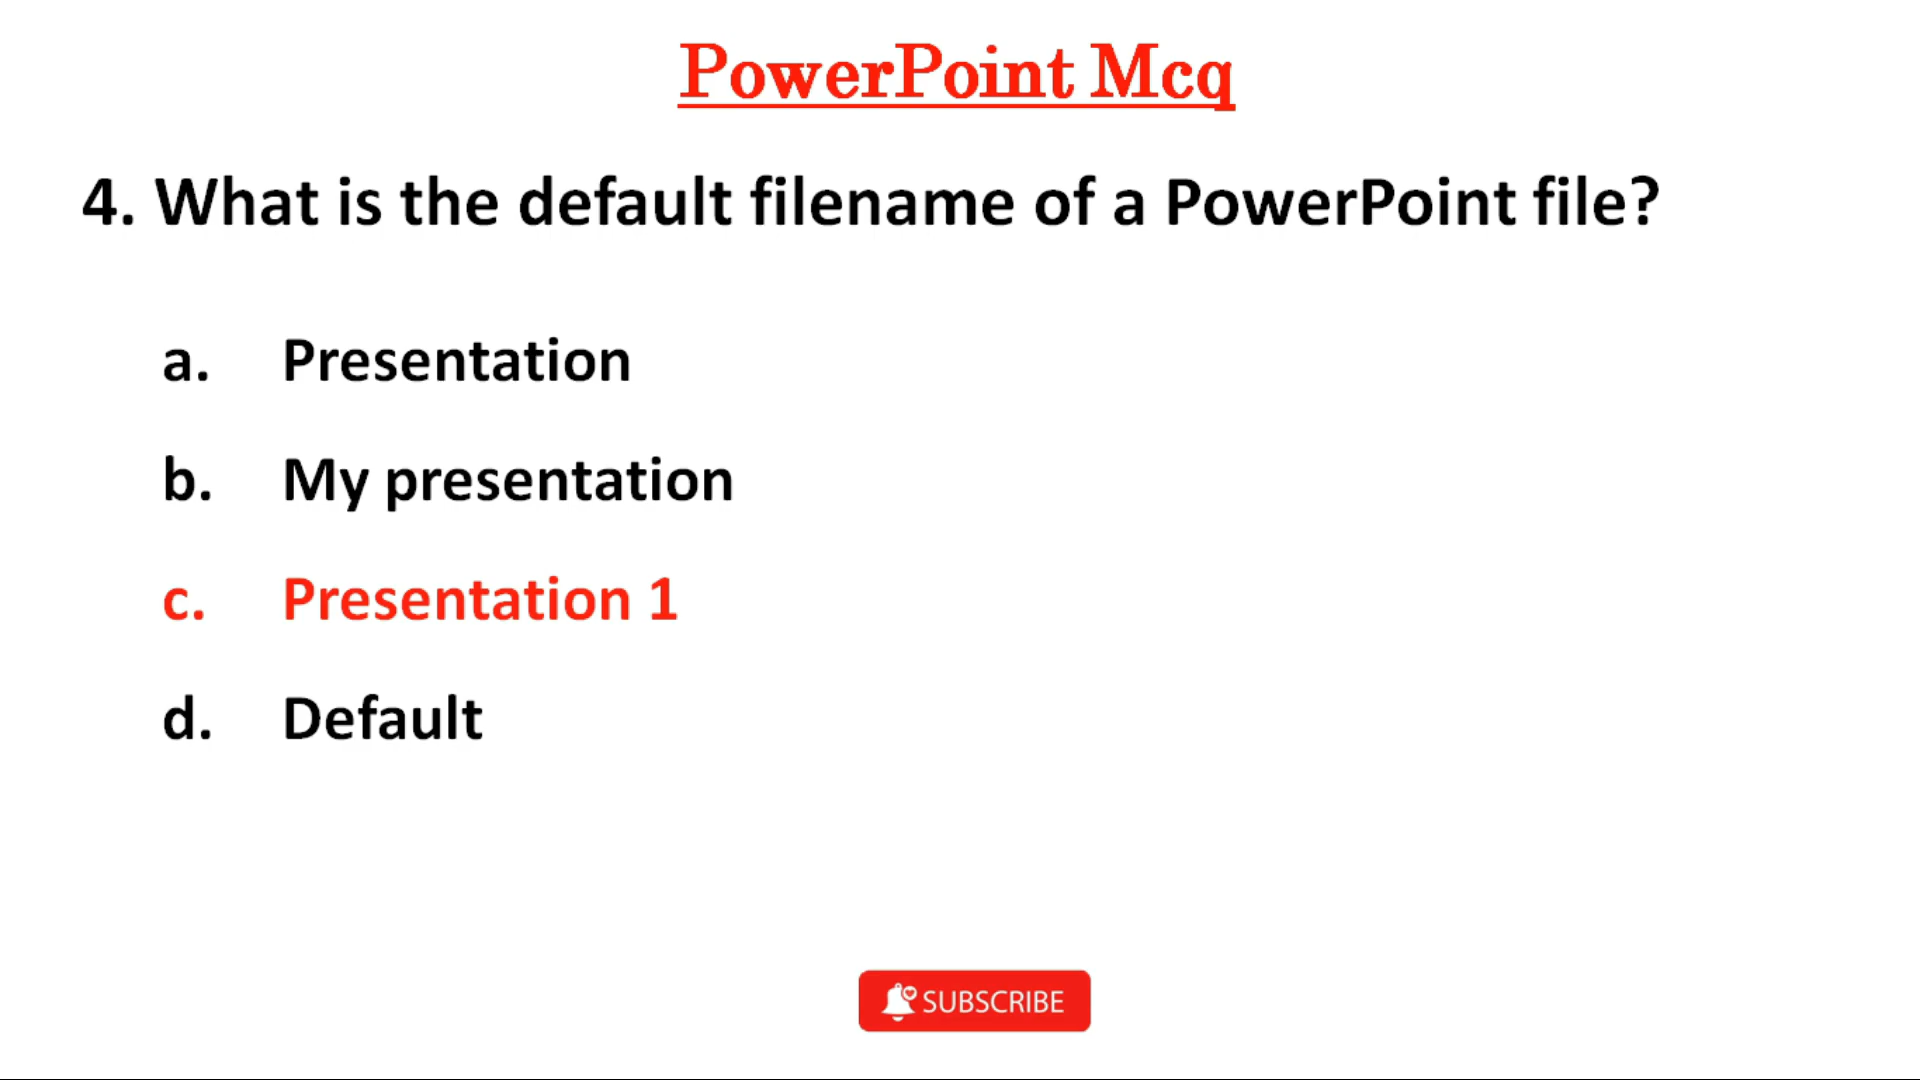 PowerPoint Mcq
4. What is the default filename of a PowerPoint file?
a. Presentation
b. My presentation
c. Presentation 1
d. Default
SUBSCRIBE